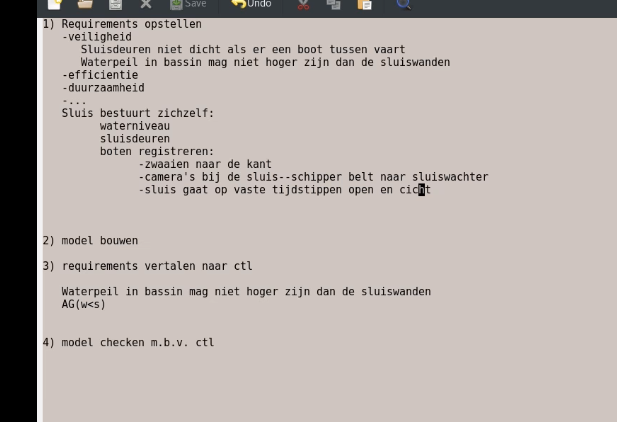 Save Undo
1) Requirements opstellen
-veiligheid
Sluisdeuren niet dicht als er een boot tussen vaart
Waterpeil in bassin mag niet hoger zijn dan de sluiswanden
-efficientie
-duurzaamheid
-...
Sluis bestuurt zichzelf:
waterniveau
sluisdeuren
boten registreren:
-zwaaien naar de kant
-camera's bij de sluis--schipper belt naar sluiswachter
-sluis gaat op vaste tijdstippen open en cicht
2) model bouwen
3) requirements vertalen naar ctl
Waterpeil in bassin mag niet hoger zijn dan de sluiswanden
AG(w<s)
4) model checken m.b.v. ctl